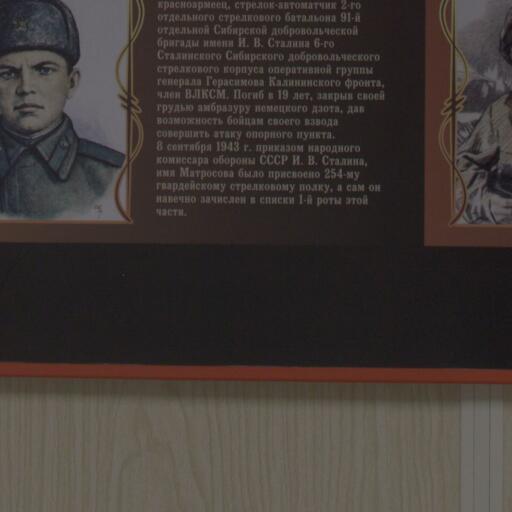 красноармеец, стрелок-автоматчик 2-го
отдельного стрелкового батальона 91-й
отдельной Сибирской добровольческой
бригады имени И. В. Сталина 6-го
Сталинского Сибирского добровольческого
стрелкового корпуса оперативной группы
генерала Герасимова Калининского фронта,
член ВЛКСМ. Погиб в 19 лет, закрыв своей
грудью амбразуру немецкого дзота, дав
возможность бойцам своего взвода
совершить атаку опорного пункта.
8 сентября 1943 г. приказом народного
комиссара обороны СССР И. В. Сталина,
имя Матросова было присвоено 254-му
гвардейскому стрелковому полку, а сам он
навечно зачислен в списки 1-й роты этой
части.